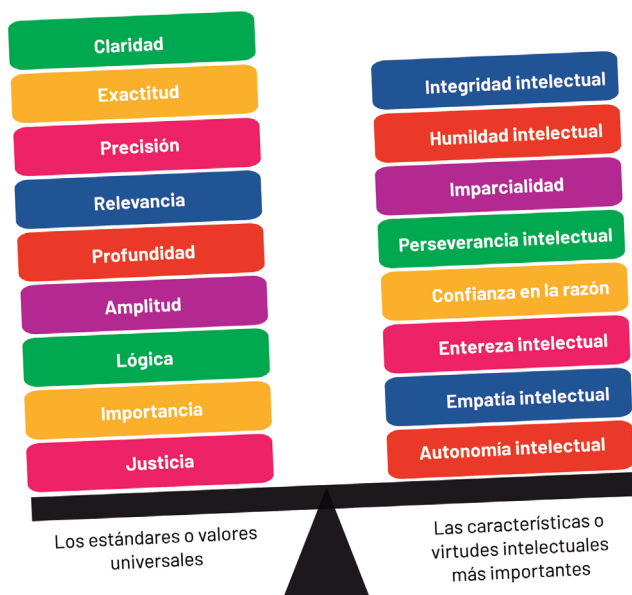 Claridad
Exactitud
Precisión
Relevancia
Profundidad
Amplitud
Lógica
Importancia
Justicia
Los estándares o valores
universales
Integridad intelectual
Humildad intelectual
Imparcialidad
Perseverancia intelectual
Confianza en la razón
Entereza intelectual
Empatía intelectual
Autonomía intelectual
Las características o
virtudes intelectuales
más importantes